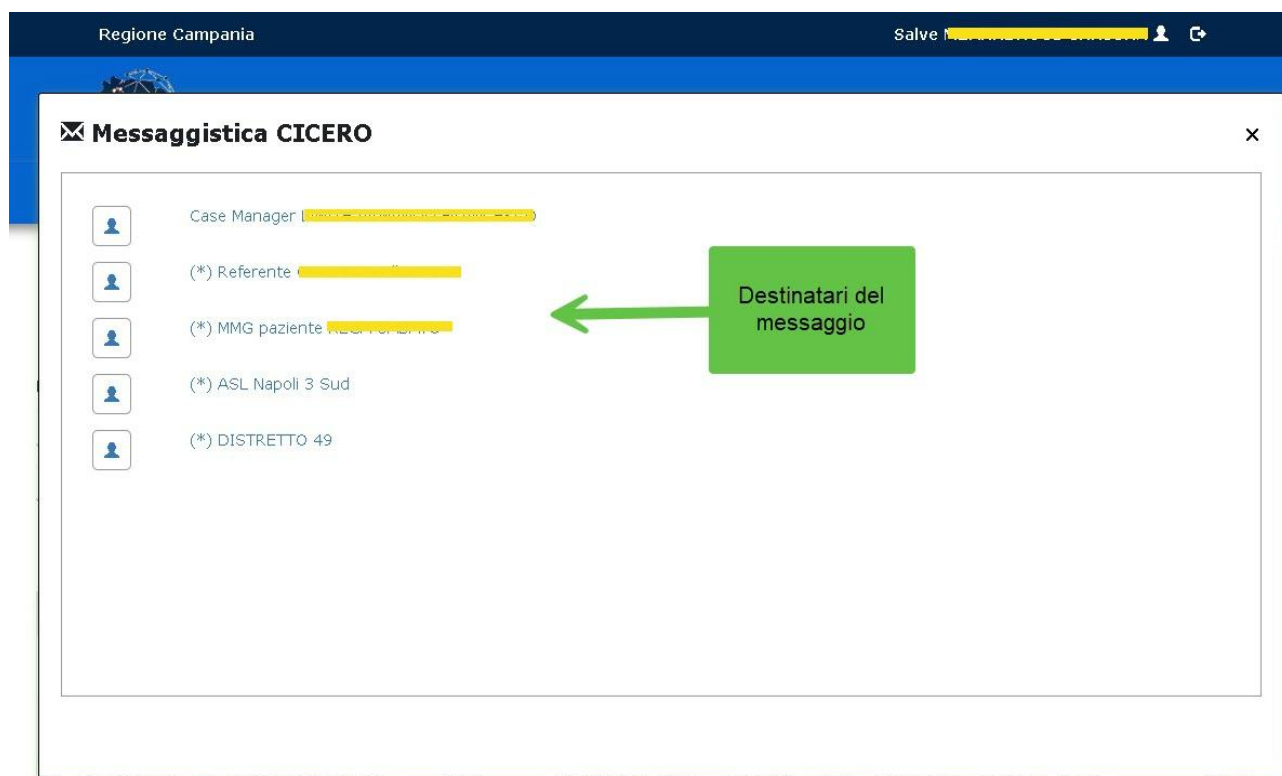 Regione Campania
Salve
Messaggistica CICERO
×
Case Manager
(*) Referente
(*) MMG paziente
(*) ASL Napoli 3 Sud
(*) DISTRETTO 49
Destinatari del
messaggio